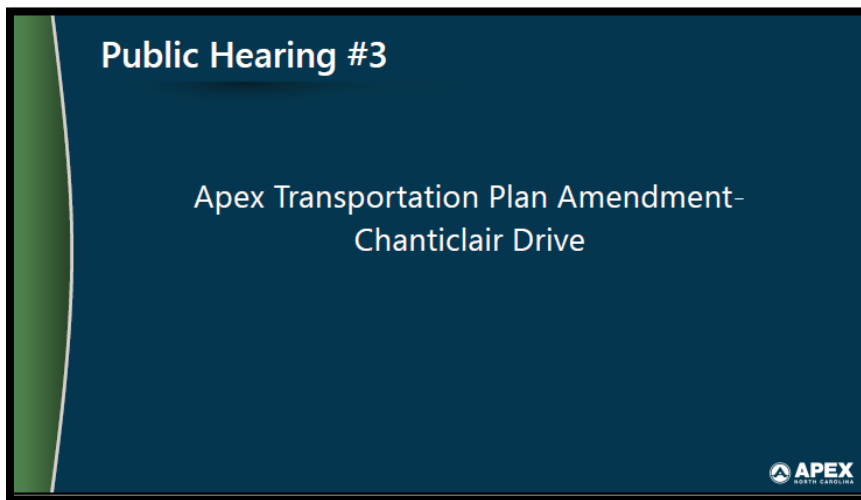 Public Hearing #3
Apex Transportation Plan Amendment-
Chanticlair Drive
APEX
NORTH CAROLINA